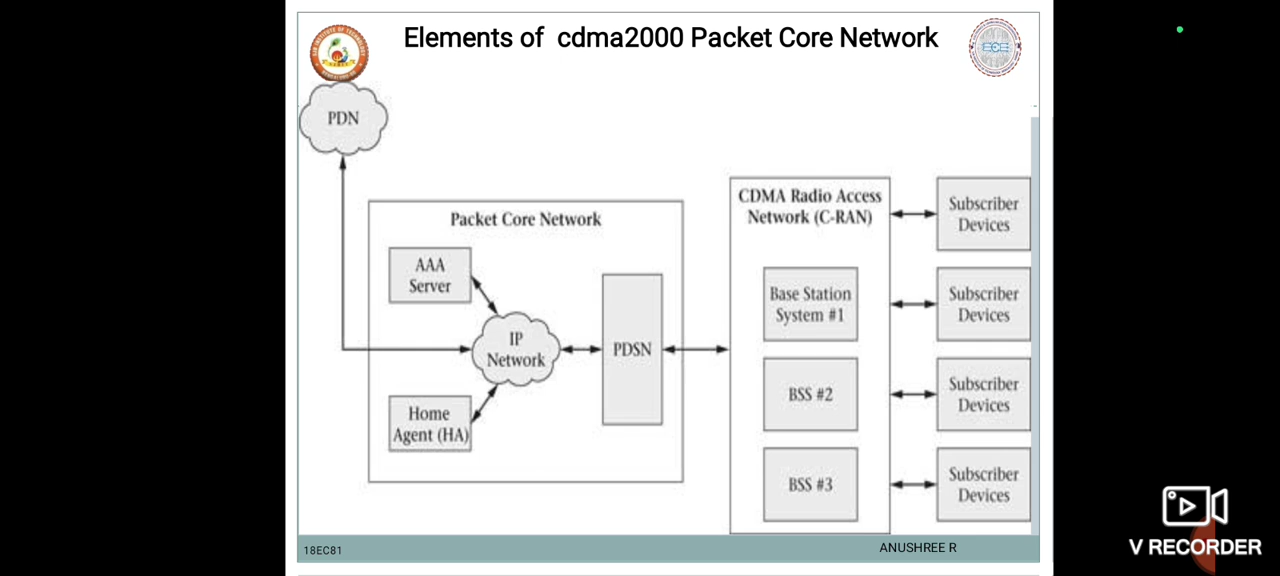 Elements of cdma2000 Packet Core Network
ECE
PDN
Packet Core Network
AAA
Server
IP
Network
PDSN
Home
Agent (HA)
CDMA Radio Access
Network (C-RAN)
Base Station
System #1
BSS #2
BSS #3
Subscriber
Devices
Subscriber
Devices
Subscriber
Devices
Subscriber
Devices
18EC81
ANUSHREE R
V RECORDER